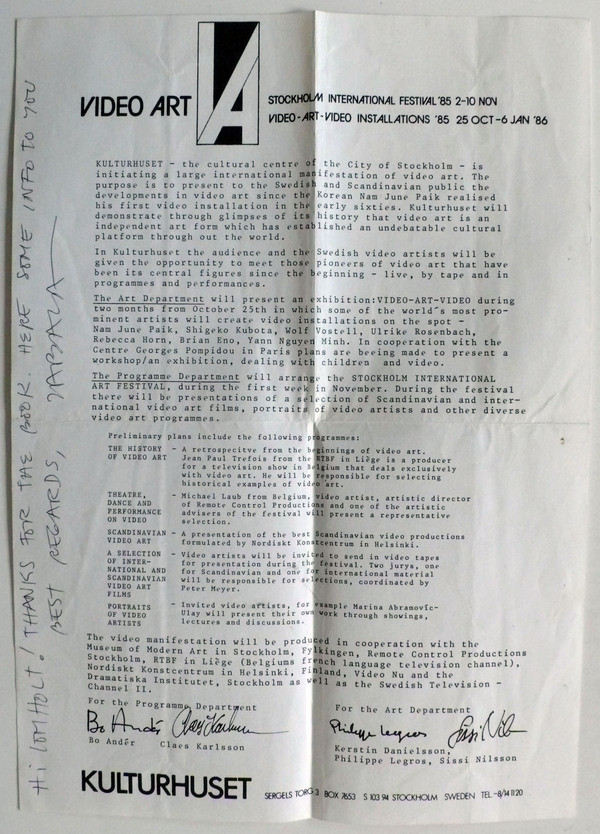 VIDEO ART
STOCKHOLM INTERNATIONAL FESTIVAL'85 2-10 NOV
VIDEO-ART-VIDEO INSTALLATIONS '85 25 OCT-6 JAN '86
KULTURHUSET - the cultural centre of the City of Stockholm - is
initiating a large international manifestation of video art. The
purpose is to present to the Swedish and Scandinavian public the
developments in video art since the Korean Nam June Paik realised
his first video installation in the early sixties. Kulturhuset will
demonstrate through glimpses of its history that video art is an
independent art form which has established an undebatable cultural
platform through out the world.
In Kulturhuset the audience and the Swedish video artists will be
given the opportunity to meet those pioneers of video art that have
been its central figures since the beginning - live, by tape and in
programmes and performances.
The Art Department will present an exhibition:VIDEO-ART-VIDEO during
two months from October 25th in which some of the world's most pro-
minent artists will create video installations on the spot -
Nam June Paik, Shigeko Kubota, Wolf Vostell, Ulrike Rosenbach,
Rebecca Horn, Brian Eno, Yann Nguyen Minh. In cooperation with the
Centre Georges Pompidou in Paris plans are beeing made to present a
workshop/an exhibition, dealing with children and video.
The Programme Department will arrange the STOCKHOLM INTERNATIONAL
ART FESTIVAL, during the first week in November. During the festival
there will be presentations of a selection of Scandinavian and inter-
national video art films, portraits of video artists and other diverse
video art programmes.
Preliminary plans include the following programmes:
THE HISTORY - A retrospecitve from the beginnings of video art.
OF VIDEO ART Jean Paul Trefois from the RTBF in Liège is a producer
for a television show in Belgium that deals exclusively
with video art. He will be responsible for selecting
historical examples of video art.
THEATRE, - Michael Laub from Belgium, video artist, artistic director
DANCE AND of Remote Control Productions and one of the artistic
PERFORMANCE advisers of the festival will present a representative
ON VIDEO selection.
SCANDINAVIAN - A presentation of the best Scandinavian video productions
VIDEO ART formulated by Nordiskt Konstcentrum in Helsinki.
A SELECTION - Video artists will be invited to send in video tapes
OF INTER- for presentation during the festival. Two jurys, one
NATIONAL AND for Scandinavian and one for international material
SCANDINAVIAN will be responsible for selections, coordinated by
VIDEO ART Peter Meyer.
FILMS
PORTRAITS - Invited video artists, for example Marina Abramovic-
OF VIDEO Ulay will present their own work through showings,
ARTISTS lectures and discussions.
The video manifestation will be produced in cooperation with the
Museum of Modern Art in Stockholm, Fylkingen, Remote Control Productions
Stockholm, RTBF in Liège (Belgiums french language television channel),
Nordiskt Konstcentrum in Helsinki, Finland, Video Nu and the
Dramatiska Institutet, Stockholm as well as the Swedish Television -
Channel II.
For the Programme Department
For the Art Department
Bo Andér Claes Karlsson
Philippe Legros Sissi Nilsson
Bo Andér Claes Karlsson
Kerstin Danielsson,
Philippe Legros, Sissi Nilsson
KULTURHUSET SERGELS TORG 3 BOX 7653 S 103 94 STOCKHOLM SWEDEN TEL -8/14 11 20
Hi LOMHOLT! THANKS FOR THE BOOK. HERE SOME INFO TO YOU
BEST REGARDS,